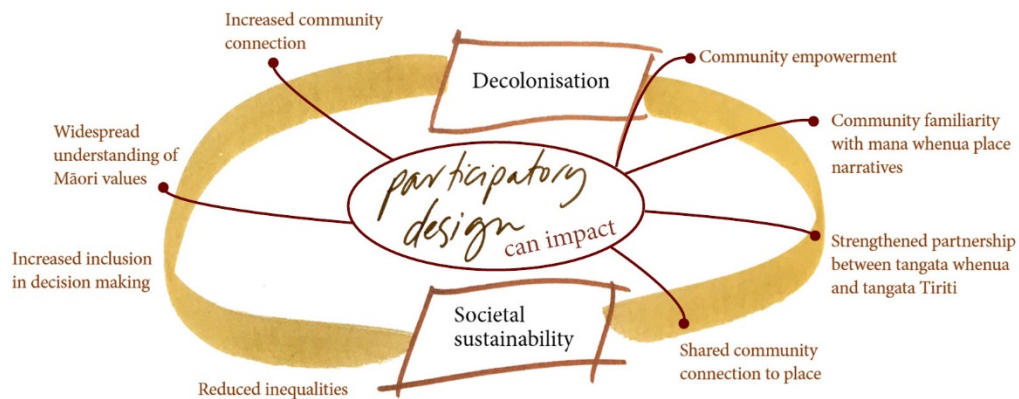 Increased community
connection
Decolonisation
Community empowerment
Widespread
understanding of
Māori values
Community familiarity
with mana whenua place
narratives
participatory
design
can impact
Increased inclusion
in decision making
Strengthened partnership
between tangata whenua
and tangata Tiriti
Societal
sustainability
Shared community
connection to place
Reduced inequalities